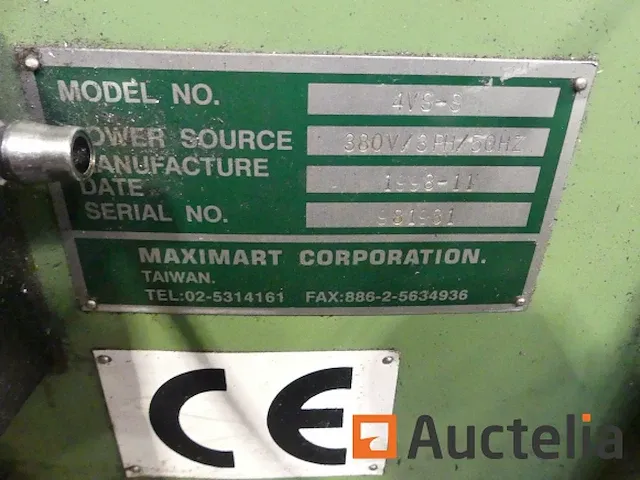 MODEL NO. 4VS-S
POWER SOURCE 380V/3PH/50HZ
MANUFACTURE
DATE 1998-11
SERIAL NO. 981981
MAXIMART CORPORATION.
TAIWAN.
TEL:02-5314161 FAX:886-2-5634936
CE
Auctelia